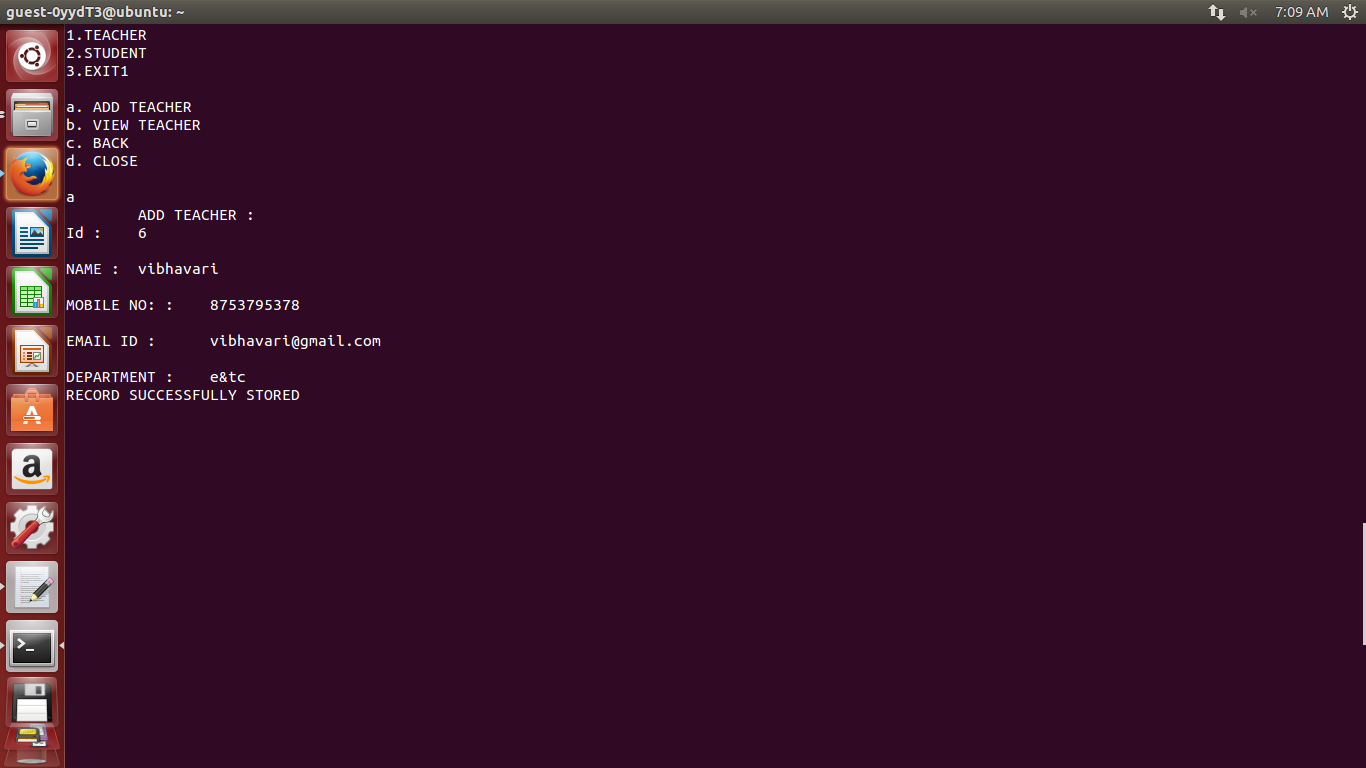 guest-0yydT3@ubuntu: ~
7:09 AM
1.TEACHER
2.STUDENT
3.EXIT1
a. ADD TEACHER
b. VIEW TEACHER
c. BACK
d. CLOSE
a
ADD TEACHER :
Id : 6
NAME : vibhavari
MOBILE NO: : 8753795378
EMAIL ID : vibhavari@gmail.com
DEPARTMENT : e&tc
RECORD SUCCESSFULLY STORED